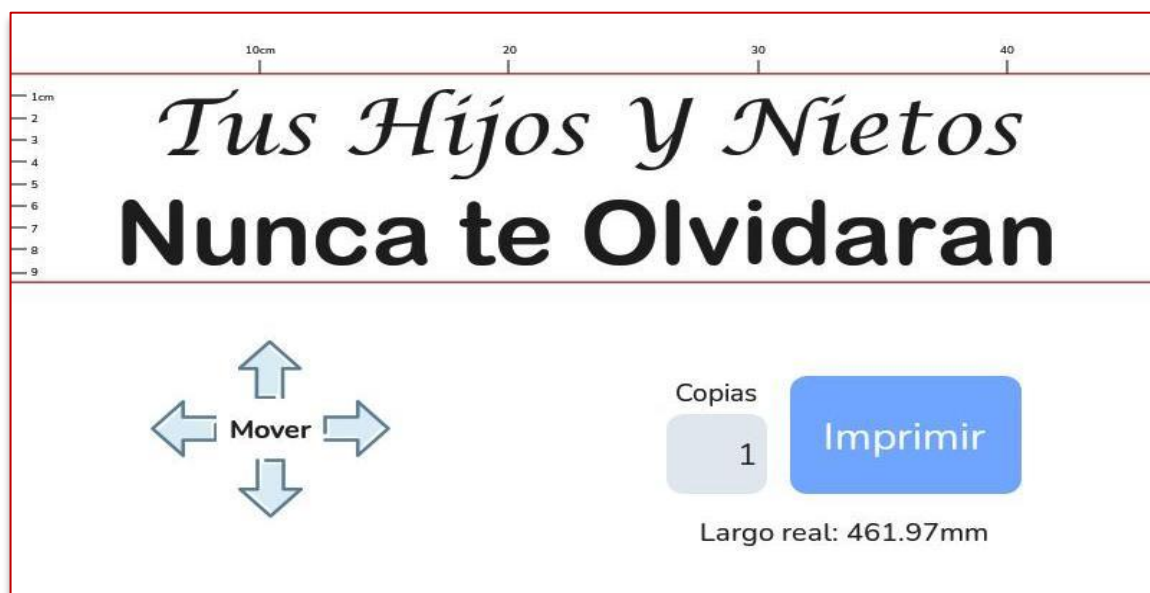 10cm 20 30 40
1cm
2
3
4
5
6
7
8
9
Tus Hijos Y Nietos
Nunca te Olvidaran
Mover
Copias
1
Imprimir
Largo real: 461.97mm